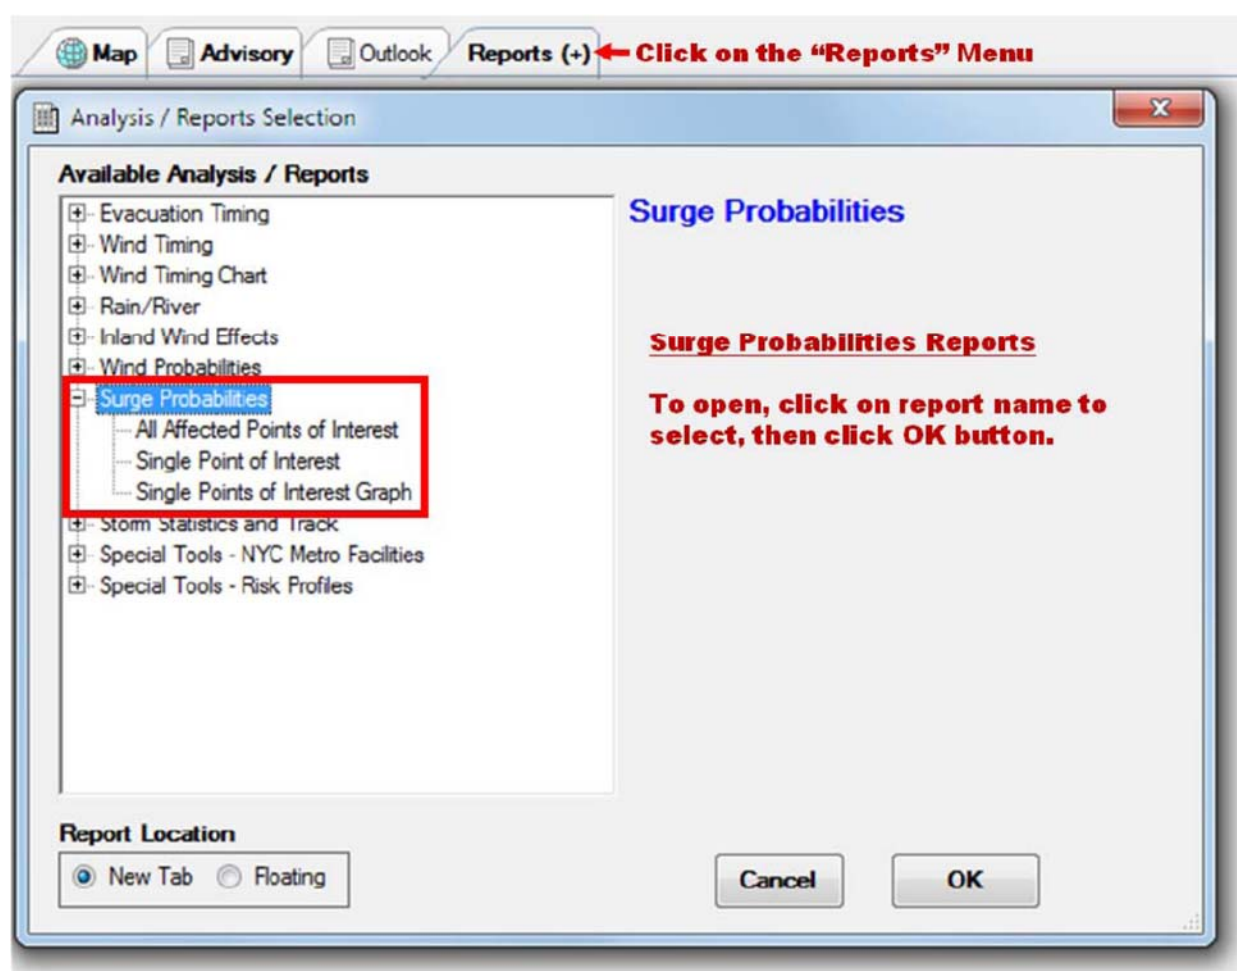 Map Advisory Outlook Reports (+) Click on the “Reports” Menu
Analysis / Reports Selection
Available Analysis / Reports
Evacuation Timing
Wind Timing
Wind Timing Chart
Rain/River
Inland Wind Effects
Wind Probabilities
Surge Probabilities
All Affected Points of Interest
Single Point of Interest
Single Points of Interest Graph
Storm Statistics and Track
Special Tools - NYC Metro Facilities
Special Tools - Risk Profiles
Surge Probabilities
Surge Probabilities Reports
To open, click on report name to
select, then click OK button.
Report Location
New Tab Floating
Cancel OK